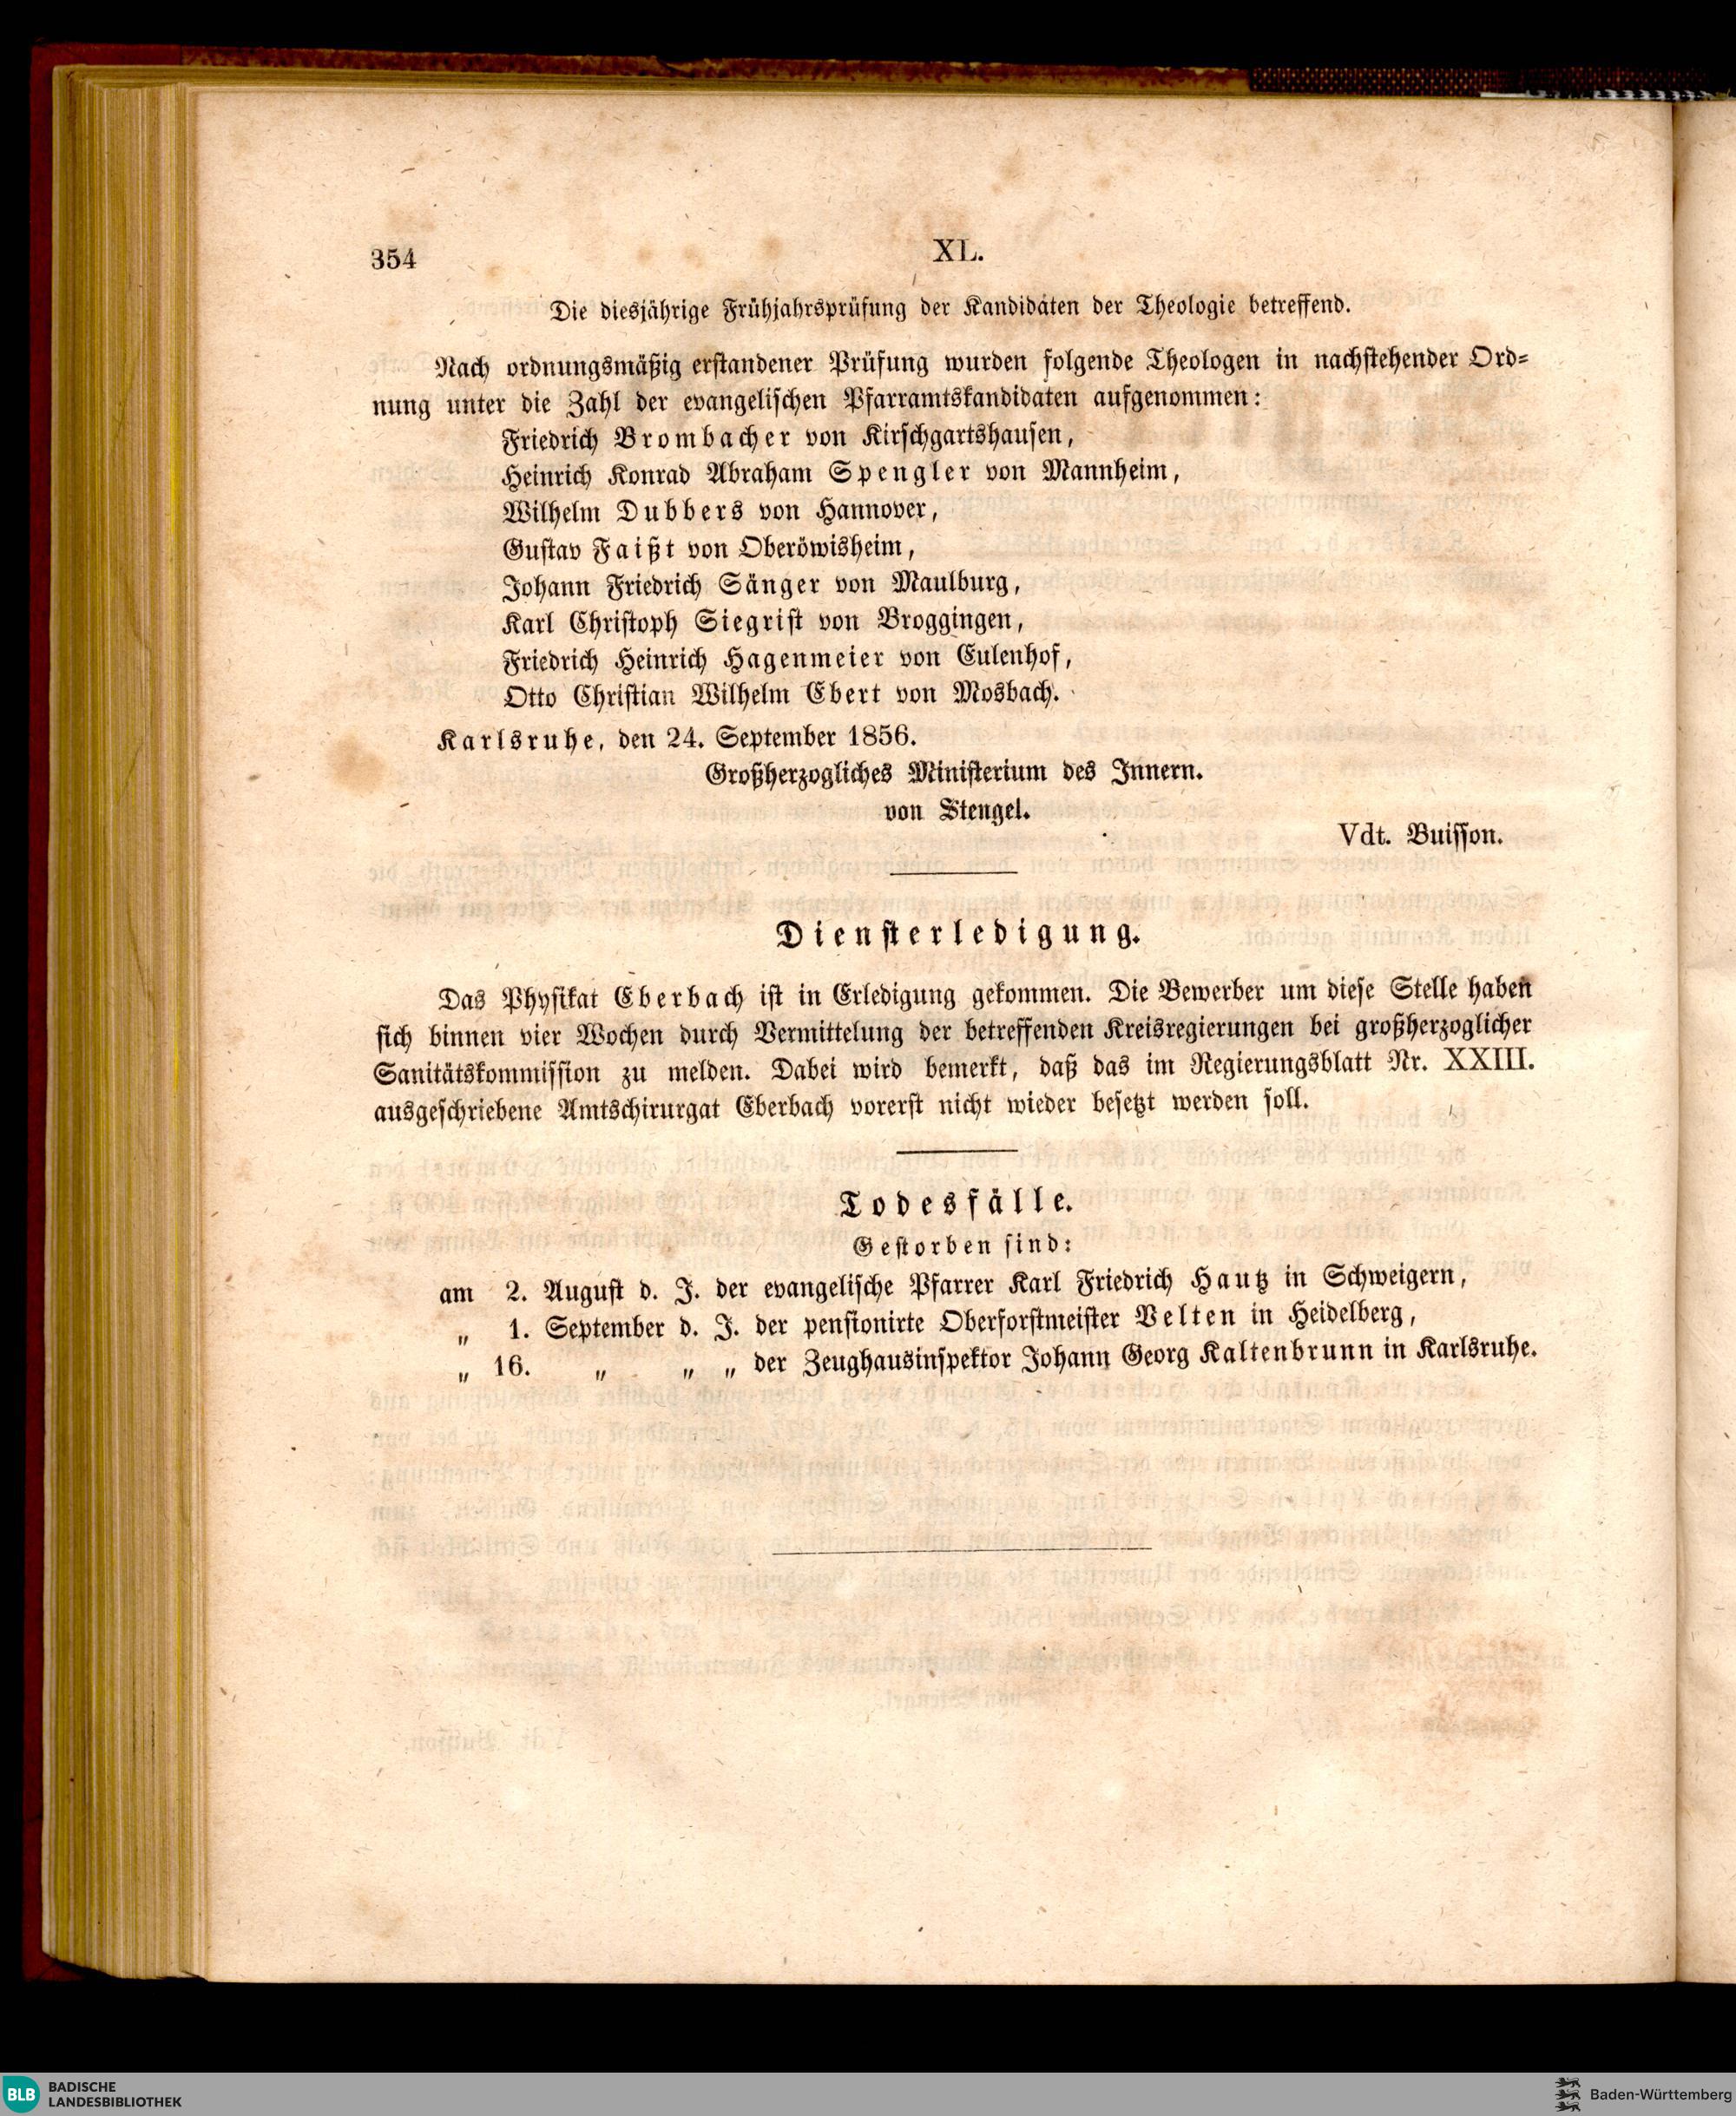 354
XL.
Die diesjährige Frühjahrsprüfung der Kandidaten der Theologie betreffend.
Nach ordnungsmäßig erstandener Prüfung wurden folgende Theologen in nachstehender Ord-
nung unter die Zahl der evangelischen Pfarramtskandidaten aufgenommen:
Friedrich Brombacher von Kirschgartshausen,
Heinrich Konrad Abraham Spengler von Mannheim,
Wilhelm Dubbers von Hannover,
Gustav Faißt von Oberöwisheim,
Johann Friedrich Sänger von Maulburg,
Karl Christoph Siegrist von Broggingen,
Friedrich Heinrich Hagenmeier von Eulenhof,
Otto Christian Wilhelm Ebert von Mosbach.
Karlsruhe, den 24. September 1856.
Großherzogliches Ministerium des Innern.
von Stengel.
Vdt. Buisson.
Diensterledigung.
Das Physikat Eberbach ist in Erledigung gekommen. Die Bewerber um diese Stelle haben
sich binnen vier Wochen durch Vermittelung der betreffenden Kreisregierungen bei großherzoglicher
Sanitätskommission zu melden. Dabei wird bemerkt, daß das im Regierungsblatt Nr. XXIII.
ausgeschriebene Amtschirurgat Eberbach vorerst nicht wieder besetzt werden soll.
Todesfälle.
Gestorben sind:
am 2. August d. J. der evangelische Pfarrer Karl Friedrich Hautz in Schweigern,
„ 1. September d. J. der pensionirte Oberforstmeister Velten in Heidelberg,
„ 16. „ „ „ der Zeughausinspektor Johann Georg Kaltenbrunn in Karlsruhe.
BLB BADISCHE
LANDESBIBLIOTHEK
Baden-Württemberg